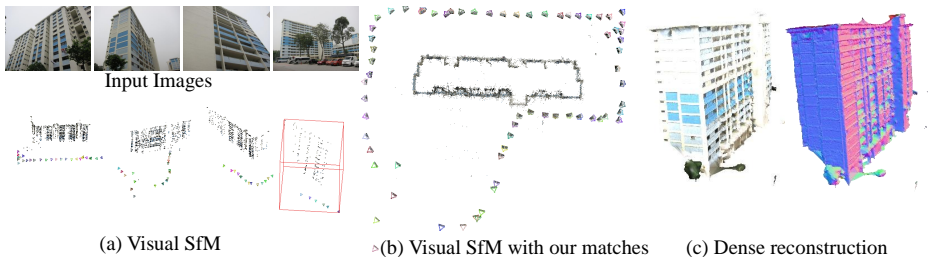 Input Images
(a) Visual SfM
(b) Visual SfM with our matches
(c) Dense reconstruction